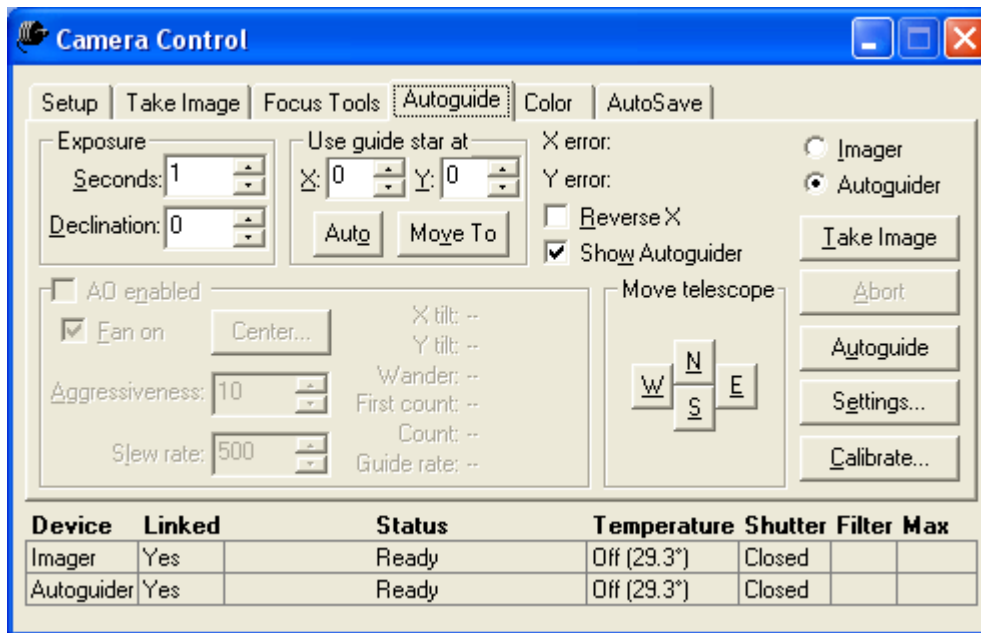 Camera Control
Setup Take Image Focus Tools Autoguide Color AutoSave
Exposure
Seconds: 1
Declination: 0
Use guide star at
X: 0 Y: 0
Auto Move To
X error:
Y error:
Reverse X
Show Autoguider
Imager
Autoguider
Take Image
Abort
Autoguide
Settings...
Calibrate...
AO enabled
Fan on Center...
Aggressiveness: 10
Slew rate: 500
X tilt: --
Y tilt: --
Wander: --
First count: --
Count: --
Guide rate: --
Move telescope
N
W E
S
Device Linked Status Temperature Shutter Filter Max
Imager Yes Ready Off (29.3°) Closed
Autoguider Yes Ready Off (29.3°) Closed